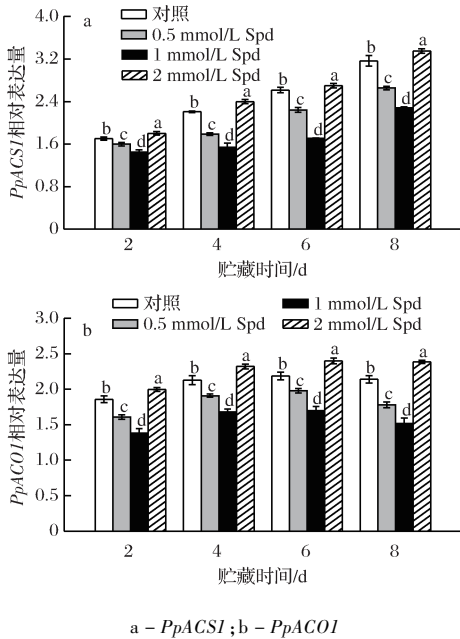 4.0
3.2
2.4
1.6
0.8
0
PpACS1相对表达量
a
对照
0.5 mmol/L Spd
1 mmol/L Spd
2 mmol/L Spd
b c d a
b c d a
b c d a
b c d a
2 4 6 8
贮藏时间/d
对照
1 mmol/L Spd
0.5 mmol/L Spd
2 mmol/L Spd
3.0
2.5
2.0
1.5
1.0
0.5
0
PpACO1相对表达量
b
b c d a
b c d a
b c d a
b c d a
2 4 6 8
贮藏时间/d
a - PpACS1;b - PpACO1